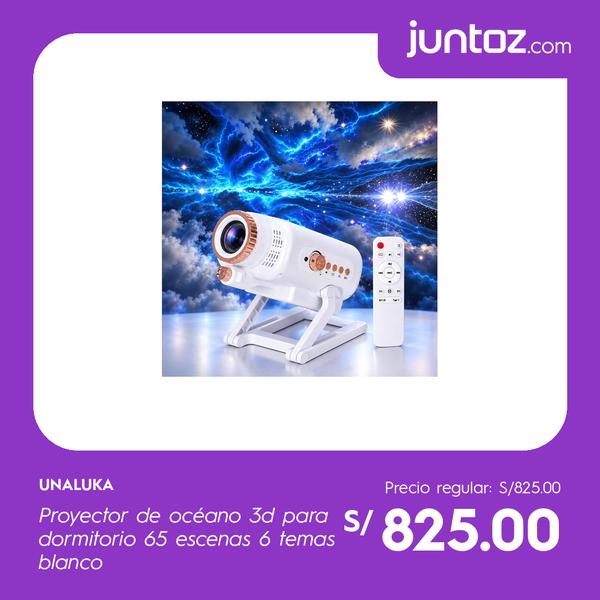 juntoz.com
UNALUKA
Proyector de océano 3d para
dormitorio 65 escenas 6 temas
blanco
Precio regular: S/825.00
S/ 825.00